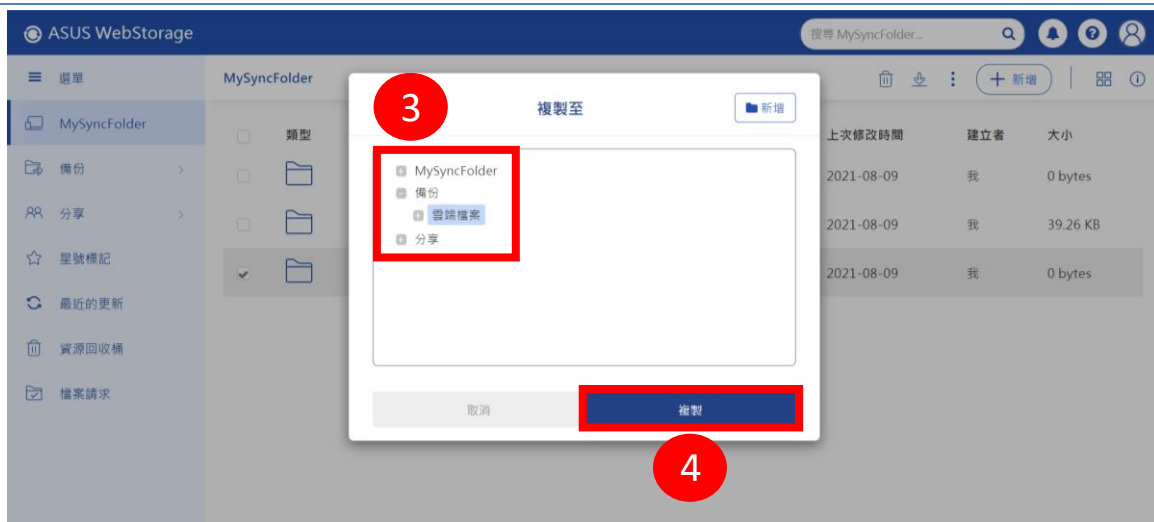 ASUS WebStorage
搜尋 MySyncFolder...
選單
MySyncFolder
新增
MySyncFolder
備份
分享
星號標記
最近的更新
資源回收桶
檔案請求
類型
上次修改時間
建立者
大小
2021-08-09
我
0 bytes
2021-08-09
我
39.26 KB
2021-08-09
我
0 bytes
3
複製至
新增
MySyncFolder
備份
雲端檔案
分享
取消
複製
4